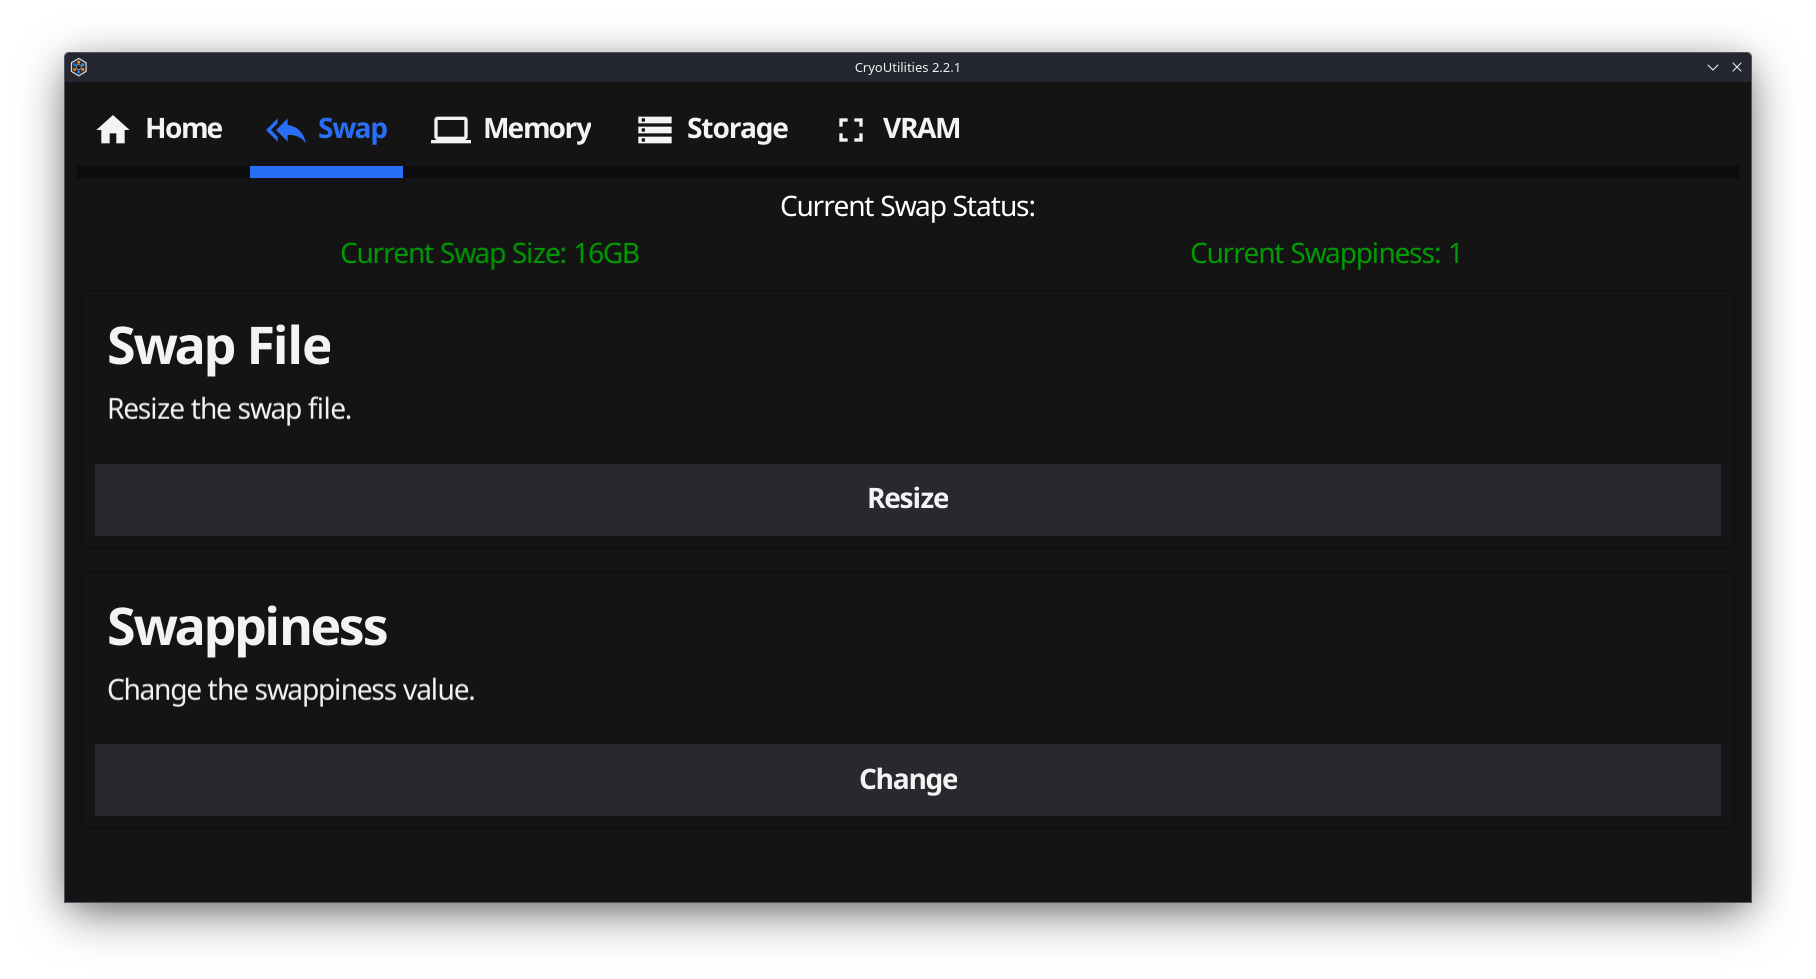 CryoUtilities 2.2.1
Home Swap Memory Storage VRAM
Current Swap Status:
Current Swap Size: 16GB Current Swappiness: 1
Swap File
Resize the swap file.
Resize
Swappiness
Change the swappiness value.
Change